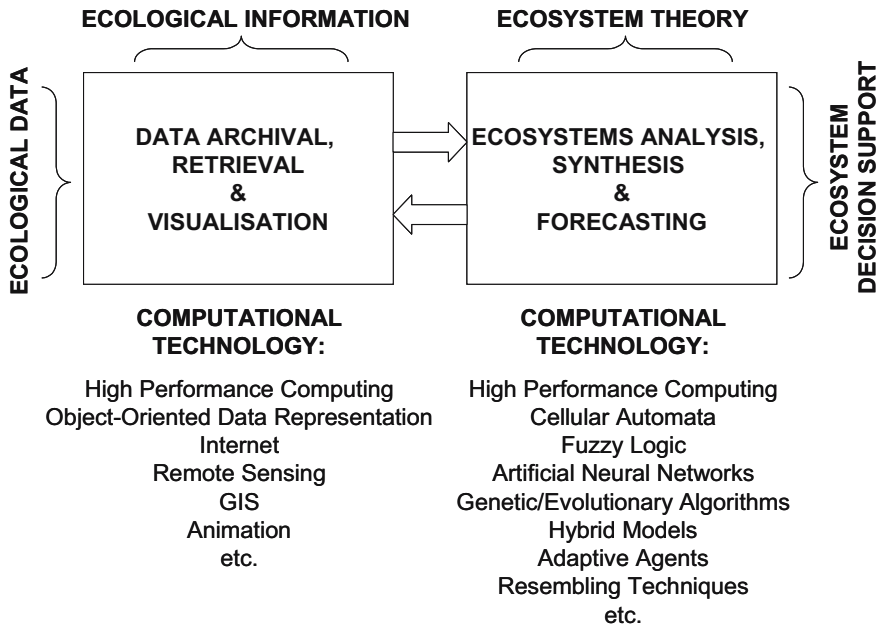 ECOLOGICAL INFORMATION
ECOSYSTEM THEORY
ECOLOGICAL DATA
DATA ARCHIVAL,
RETRIEVAL
&
VISUALISATION
ECOSYSTEMS ANALYSIS,
SYNTHESIS
&
FORECASTING
ECOSYSTEM
DECISION SUPPORT
COMPUTATIONAL
TECHNOLOGY:
High Performance Computing
Object-Oriented Data Representation
Internet
Remote Sensing
GIS
Animation
etc.
COMPUTATIONAL
TECHNOLOGY:
High Performance Computing
Cellular Automata
Fuzzy Logic
Artificial Neural Networks
Genetic/Evolutionary Algorithms
Hybrid Models
Adaptive Agents
Resembling Techniques
etc.